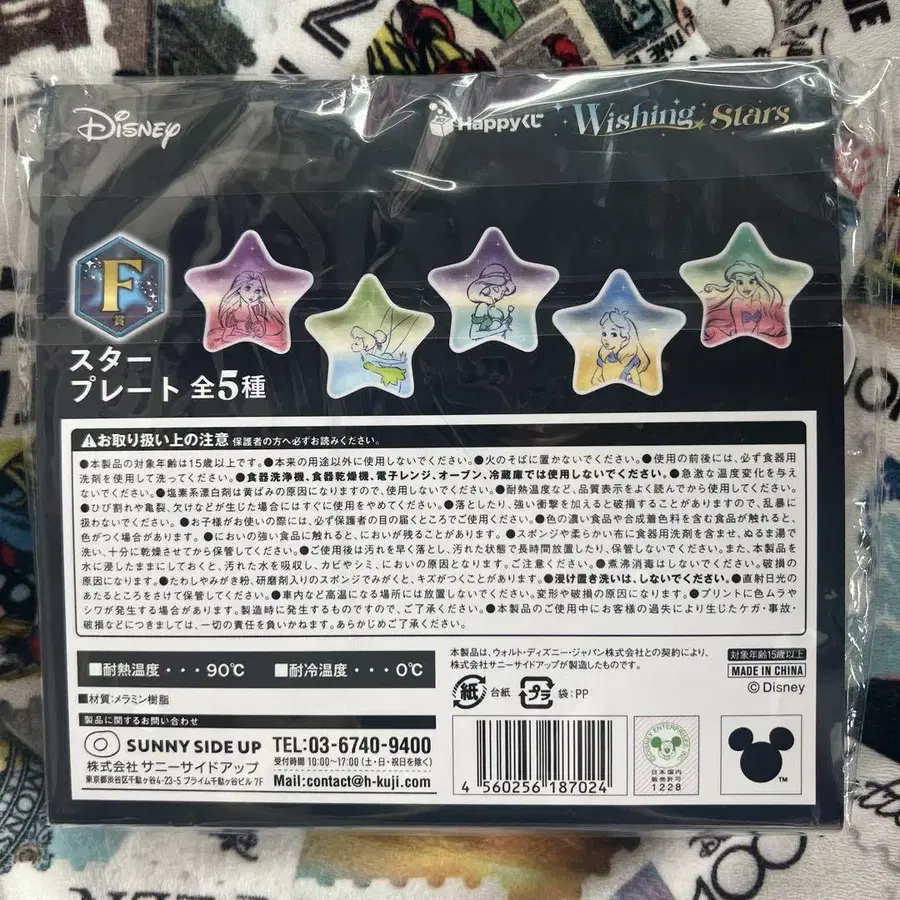 Disney
Happyくじ
Wishing Stars
F
賞
スター
プレート 全5種
⚠お取り扱い上の注意 保護者の方へ必ずお読みください。
●本製品の対象年齢は15歳以上です。●本来の用途以外に使用しないでください。●火のそばに置かないでください。●使用の前後には、必ず食器用
洗剤を使用して洗ってください。●食器洗浄機、食器乾燥機、電子レンジ、オーブン、冷蔵庫では使用しないでください。●急激な温度変化を与え
ないでください。●塩素系漂白剤は黄ばみの原因になりますので、使用しないでください。●耐熱温度など、品質表示をよく読んでから使用してください。
●ひび割れや亀裂、欠けなどが生じた場合にはすぐに使用をやめてください。●落としたり、強い衝撃を加えると破損することがありますので、乱暴に
扱わないでください。●お子様がお使いの際には、必ず保護者の目の届くところでご使用ください。●色の濃い食品や合成着色料を含む食品が触れると、
色がつく場合があります。●においの強い食品に触れると、においが残ることがあります。●スポンジや柔らかい布に食器用洗剤を含ませ、ぬるま湯で
洗い、十分に乾燥させてから保管してください。●ご使用後は汚れを早く落とし、汚れた状態で長時間放置したり、保管しないでください。また、本製品を
水に浸したままにしておくと、汚れた水を吸収し、カビやシミ、においの原因となります。ご注意ください。●煮沸消毒はしないでください。破損の
原因になります。●たわしやみがき粉、研磨剤入りのスポンジでみがくと、キズがつくことがあります。●浸け置き洗いは、しないでください。●直射日光の
あたるところをさけて保管してください。●車内など高温になる場所には放置しないでください。変形や破損の原因になります。●プリントに色ムラや
シワが発生する場合があります。製造時に発生するものですので、ご了承ください。●本製品のご使用中にお客様の過失により生じたケガ・事故・
破損などにつきましては、一切の責任を負いかねます。あらかじめご了承ください。
■耐熱温度・・・90℃ ■耐冷温度・・・0℃
■材質:メラミン樹脂
製品に関するお問い合わせ
SUNNY SIDE UP
株式会社 サニーサイドアップ
東京都渋谷区千駄ヶ谷4-23-5 プライム千駄ヶ谷ビル 7F
TEL:03-6740-9400
受付時間 10:00〜17:00 (土・日・祝日を除く)
Mail:contact@h-kuji.com
本製品は、ウォルト・ディズニー・ジャパン株式会社との契約により、
株式会社サニーサイドアップが製造したものです。
紙 台紙 プラ 袋:PP
対象年齢15歳以上
MADE IN CHINA
© Disney
4 560256 187024
日本国内
販売許可
1228
TM